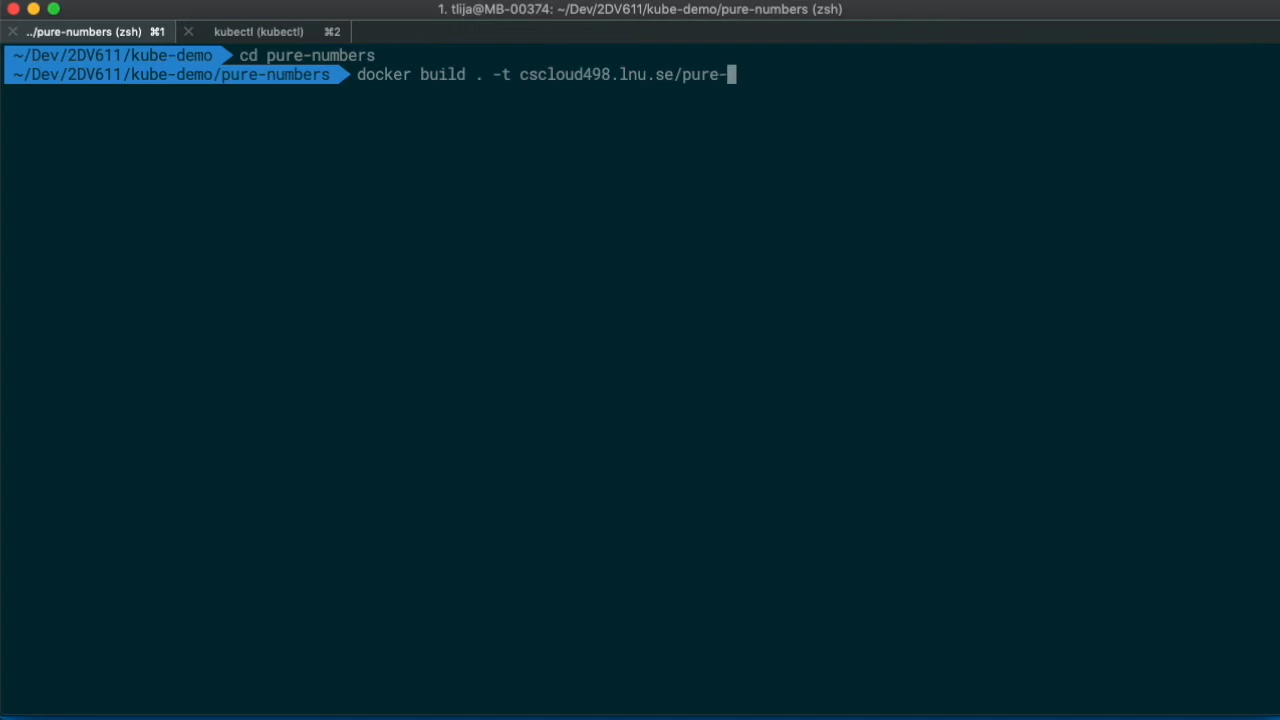 1. tlija@MB-00374: ~/Dev/2DV611/kube-demo/pure-numbers (zsh)
../pure-numbers (zsh) ⌘1 kubectl (kubectl) ⌘2
~/Dev/2DV611/kube-demo cd pure-numbers
~/Dev/2DV611/kube-demo/pure-numbers docker build . -t cscloud498.lnu.se/pure-